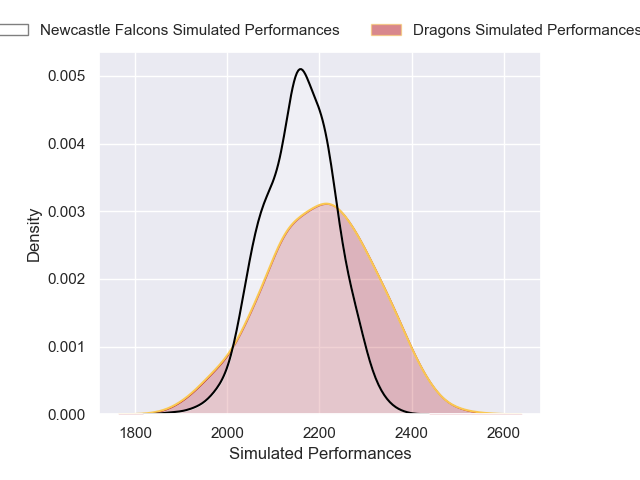 Newcastle Falcons Simulated Performances
Dragons Simulated Performances
0.005
0.004
0.003
0.002
0.001
0.000
Density
1800 2000 2200 2400 2600
Simulated Performances